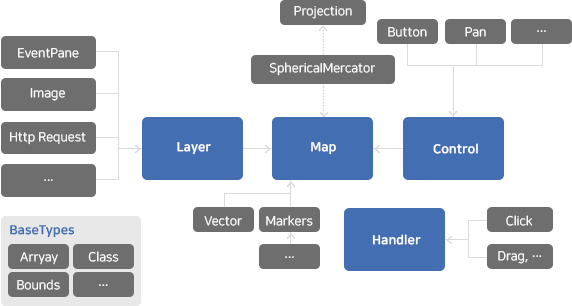 Projection
Button
Pan
...
EventPane
SphericalMercator
Image
Http Request
Layer
Map
Control
...
Vector
Markers
Handler
Click
BaseTypes
...
Drag, ...
Arryay
Class
Bounds
...